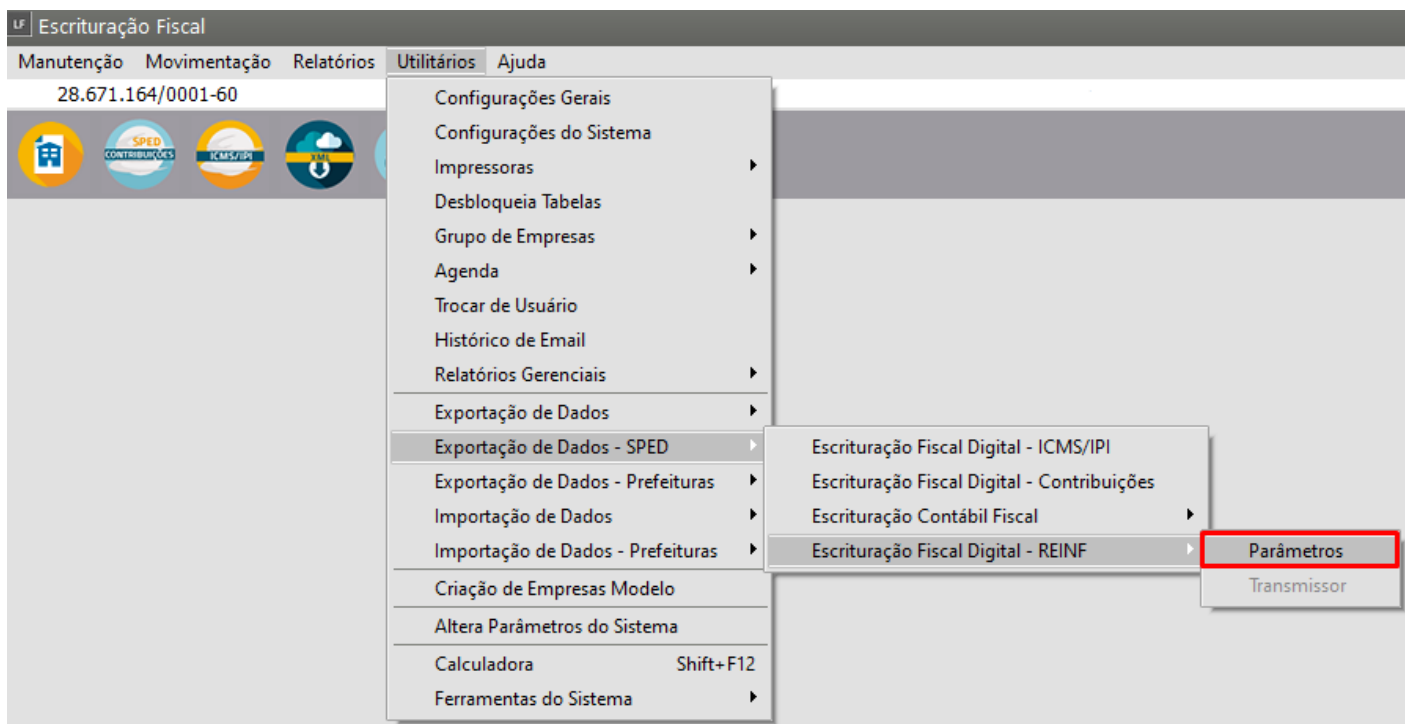 LF Escrituração Fiscal
Manutenção Movimentação Relatórios Utilitários Ajuda
28.671.164/0001-60
SPED
CONTRIBUIÇÕES
ICMS/IPI
XML
Configurações Gerais
Configurações do Sistema
Impressoras
Desbloqueia Tabelas
Grupo de Empresas
Agenda
Trocar de Usuário
Histórico de Email
Relatórios Gerenciais
Exportação de Dados
Exportação de Dados - SPED
Exportação de Dados - Prefeituras
Importação de Dados
Importação de Dados - Prefeituras
Criação de Empresas Modelo
Altera Parâmetros do Sistema
Calculadora Shift+F12
Ferramentas do Sistema
Escrituração Fiscal Digital - ICMS/IPI
Escrituração Fiscal Digital - Contribuições
Escrituração Contábil Fiscal
Escrituração Fiscal Digital - REINF
Parâmetros
Transmissor